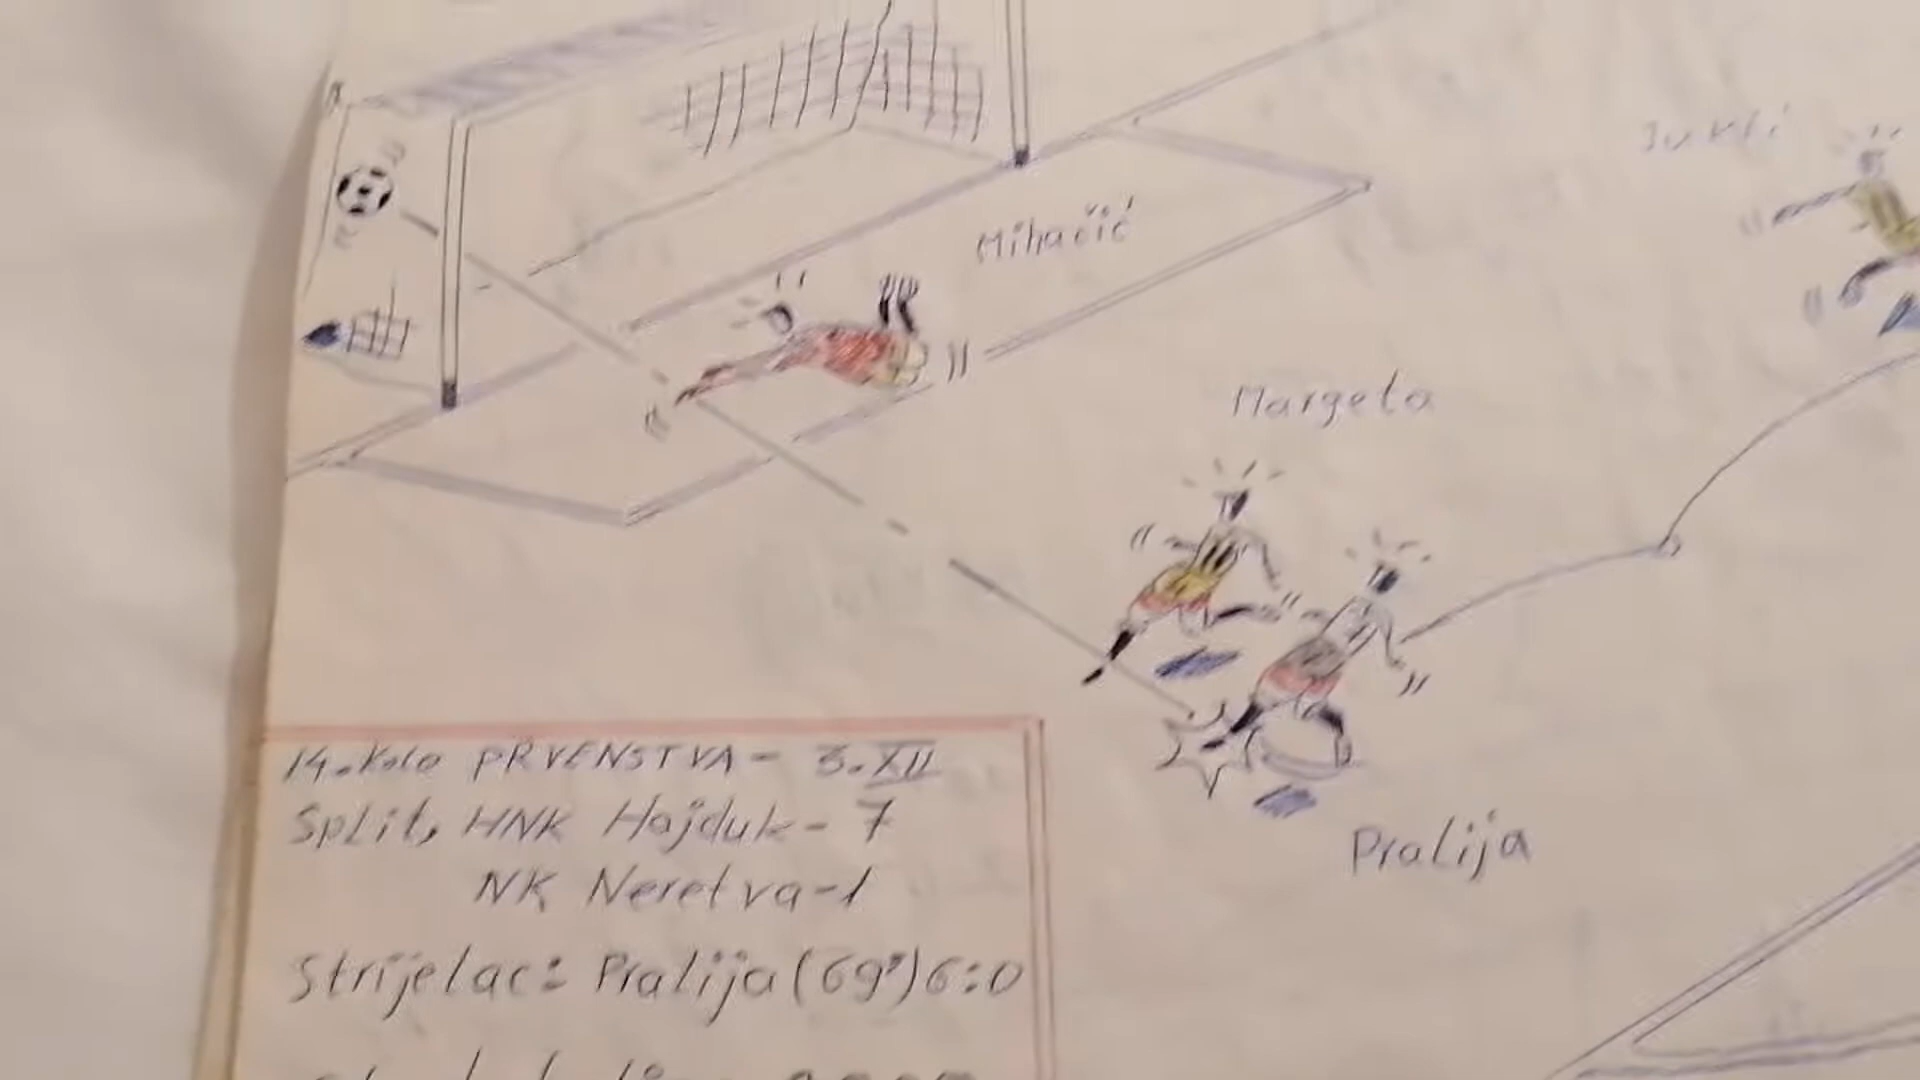 Mihačić
Margeta
Pralija
14. kolo PRVENSTVA - 3. XII
Split, HNK Hajduk - 7
NK Neretva - 1
Strijelac: Pralija (69') 6:0